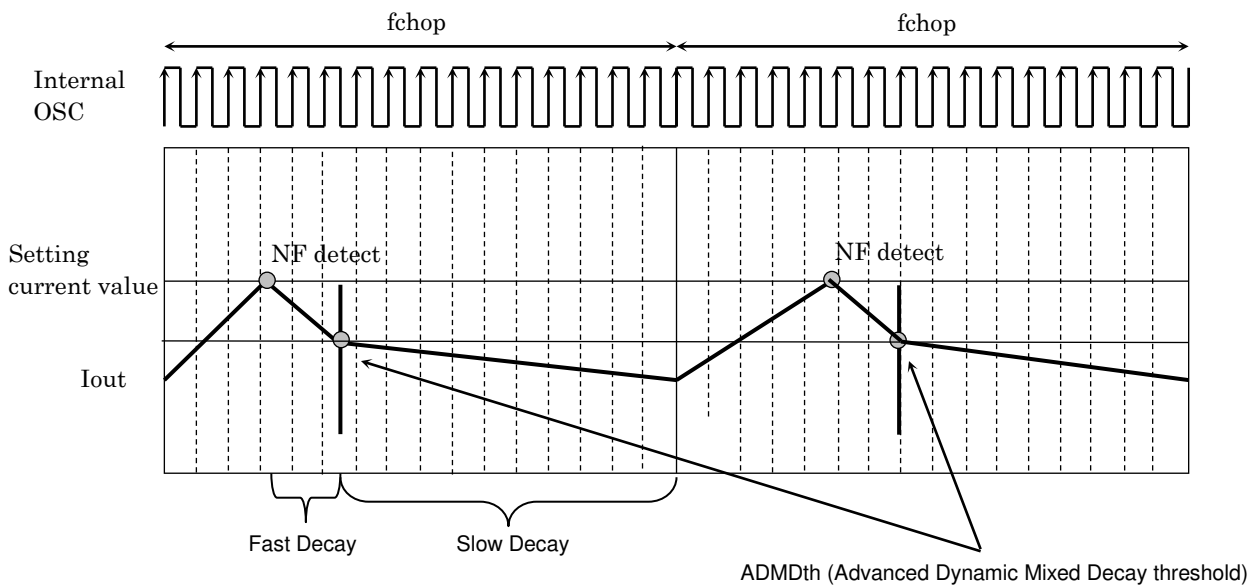 fchop
fchop
Internal
OSC
NF detect
NF detect
Setting
current value
Iout
Fast Decay
Slow Decay
ADMDth (Advanced Dynamic Mixed Decay threshold)